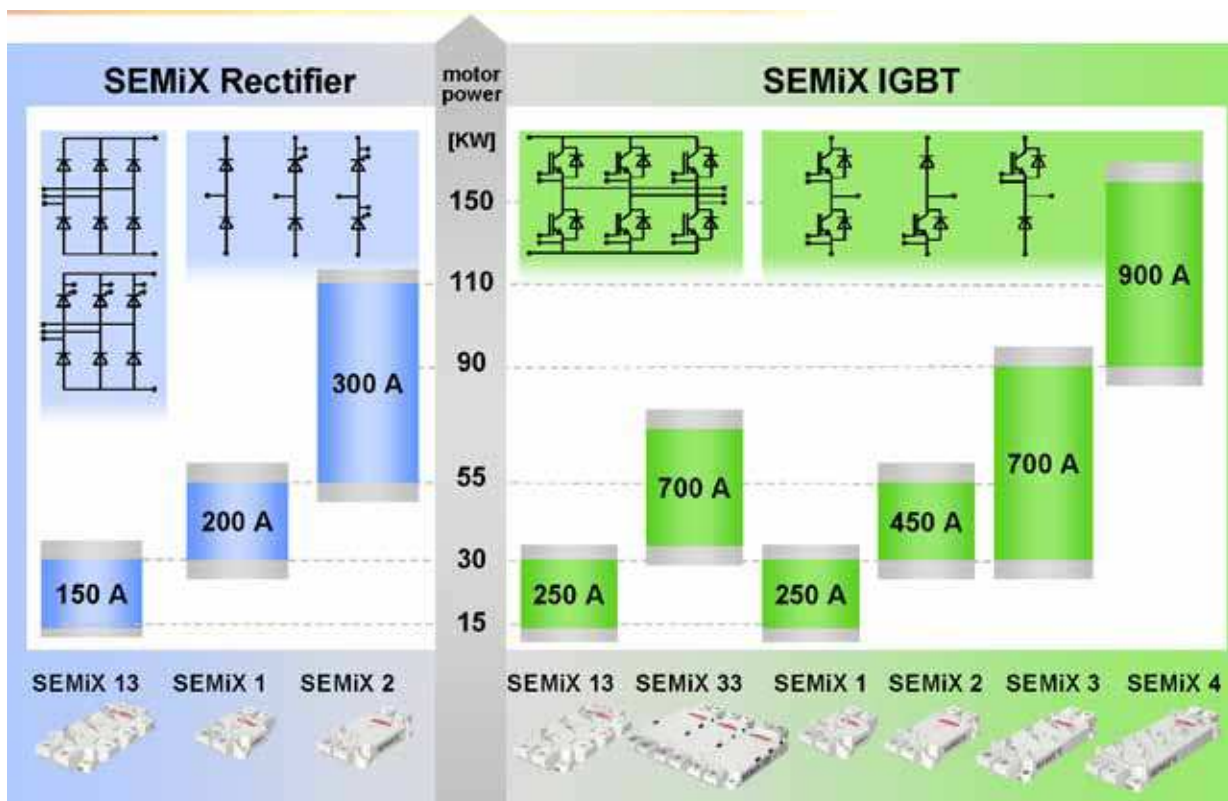 SEMiX Rectifier
motor
power
SEMiX IGBT
[KW]
150
110
90
55
30
15
300 A
200 A
150 A
900 A
700 A
700 A
450 A
250 A
250 A
SEMiX 13
SEMiX 1
SEMiX 2
SEMiX 13
SEMiX 33
SEMiX 1
SEMiX 2
SEMiX 3
SEMiX 4